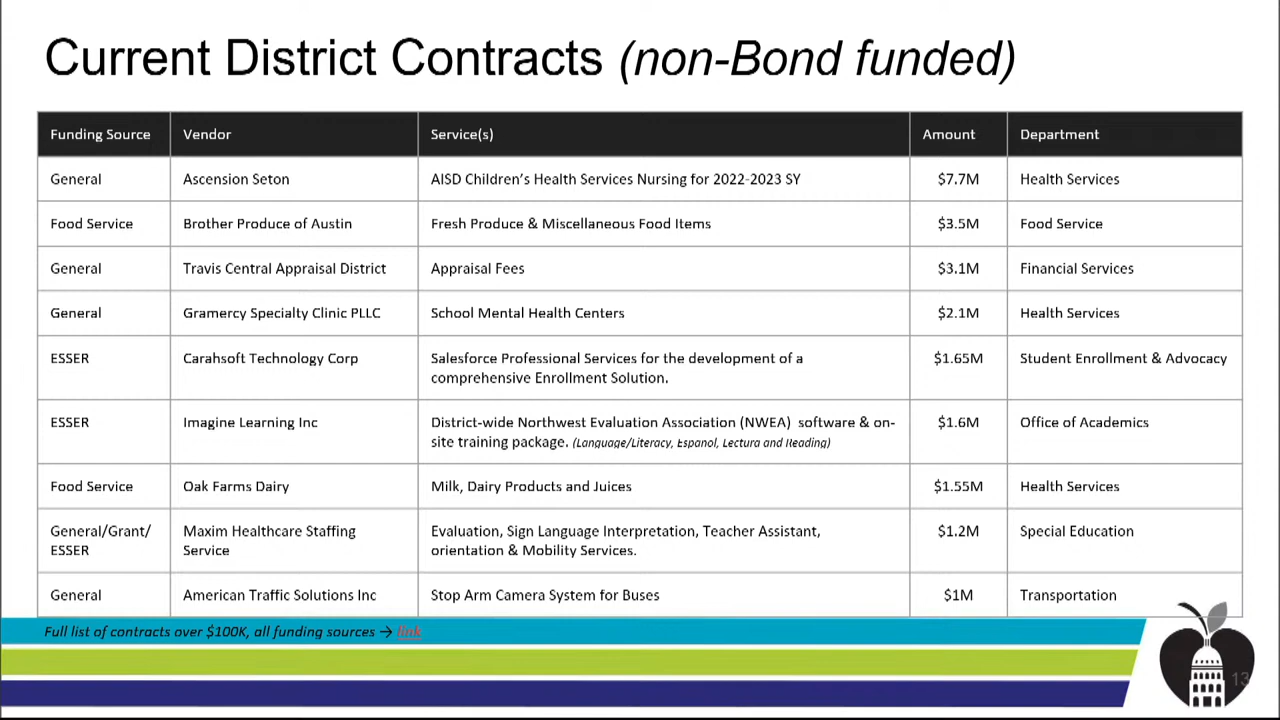 Current District Contracts (non-Bond funded)
Funding Source Vendor Service(s) Amount Department
General Ascension Seton AISD Children's Health Services Nursing for 2022-2023 SY $7.7M Health Services
Food Service Brother Produce of Austin Fresh Produce & Miscellaneous Food Items $3.5M Food Service
General Travis Central Appraisal District Appraisal Fees $3.1M Financial Services
General Gramercy Specialty Clinic PLLC School Mental Health Centers $2.1M Health Services
ESSER Carahsoft Technology Corp Salesforce Professional Services for the development of a $1.65M Student Enrollment & Advocacy
comprehensive Enrollment Solution.
ESSER Imagine Learning Inc District-wide Northwest Evaluation Association (NWEA) software & on- $1.6M Office of Academics
site training package. (Language/Literacy, Espanol, Lectura and Reading)
Food Service Oak Farms Dairy Milk, Dairy Products and Juices $1.55M Health Services
General/Grant/ Maxim Healthcare Staffing Evaluation, Sign Language Interpretation, Teacher Assistant, $1.2M Special Education
ESSER Service orientation & Mobility Services.
General American Traffic Solutions Inc Stop Arm Camera System for Buses $1M Transportation
Full list of contracts over $100K, all funding sources → link
13